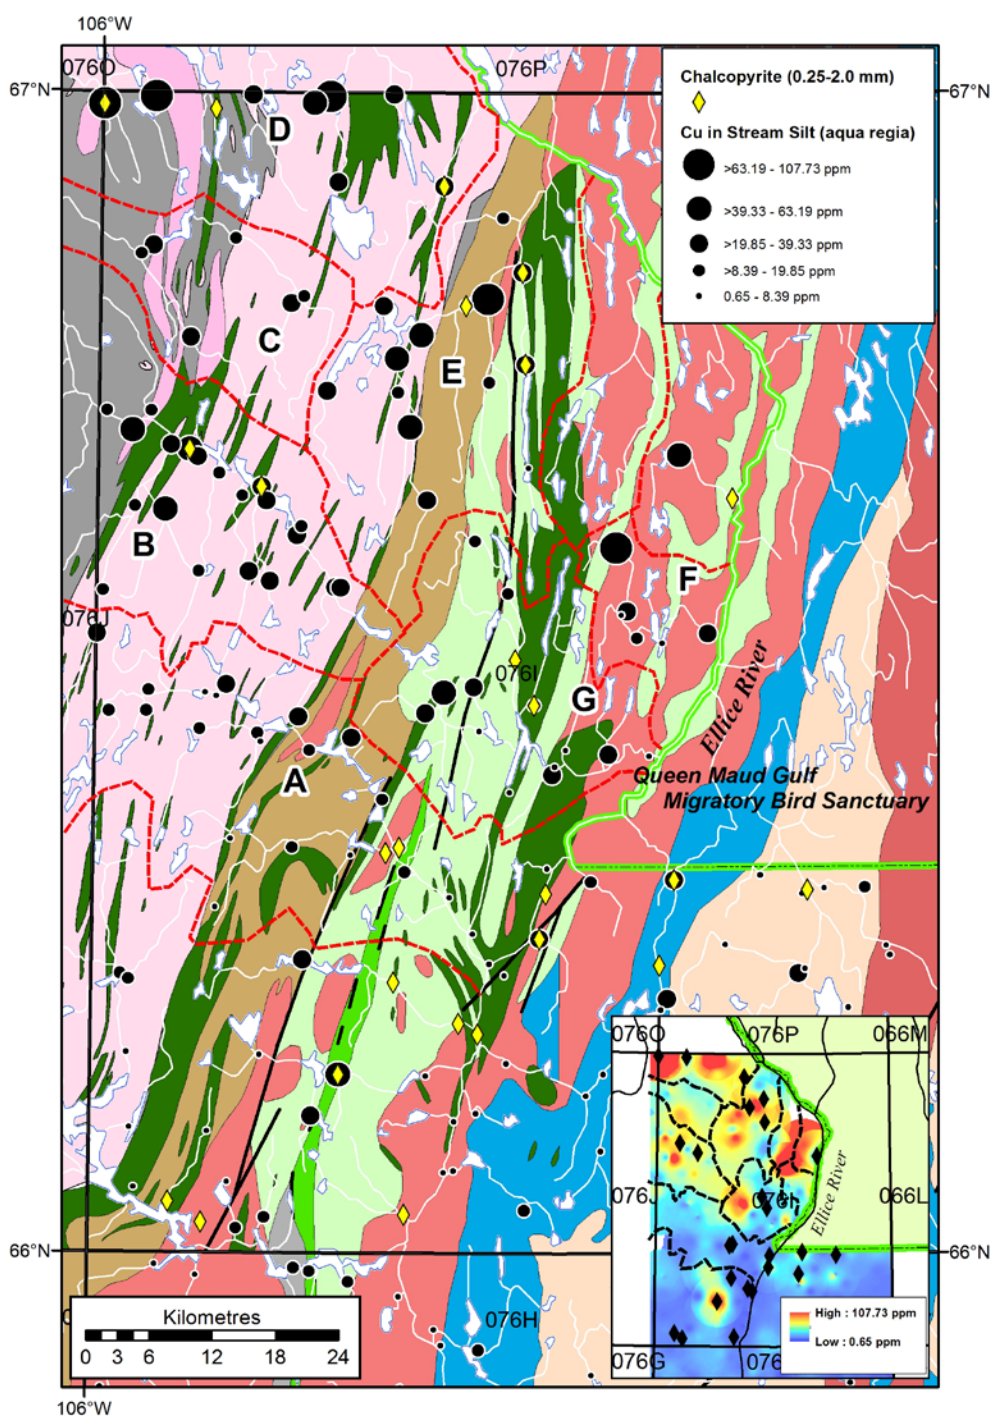 106°W
076O
076P
67°N
67°N
Chalcopyrite (0.25-2.0 mm)
Cu in Stream Silt (aqua regia)
>63.19 - 107.73 ppm
>39.33 - 63.19 ppm
>19.85 - 39.33 ppm
>8.39 - 19.85 ppm
0.65 - 8.39 ppm
D
C
E
B
F
076J
076I
G
Ellice River
A
Queen Maud Gulf
Migratory Bird Sanctuary
66°N
66°N
076H
Kilometres
0 3 6 12 18 24
106°W
076O
076P
066M
076J
076I
066L
Ellice River
076G
High : 107.73 ppm
Low : 0.65 ppm